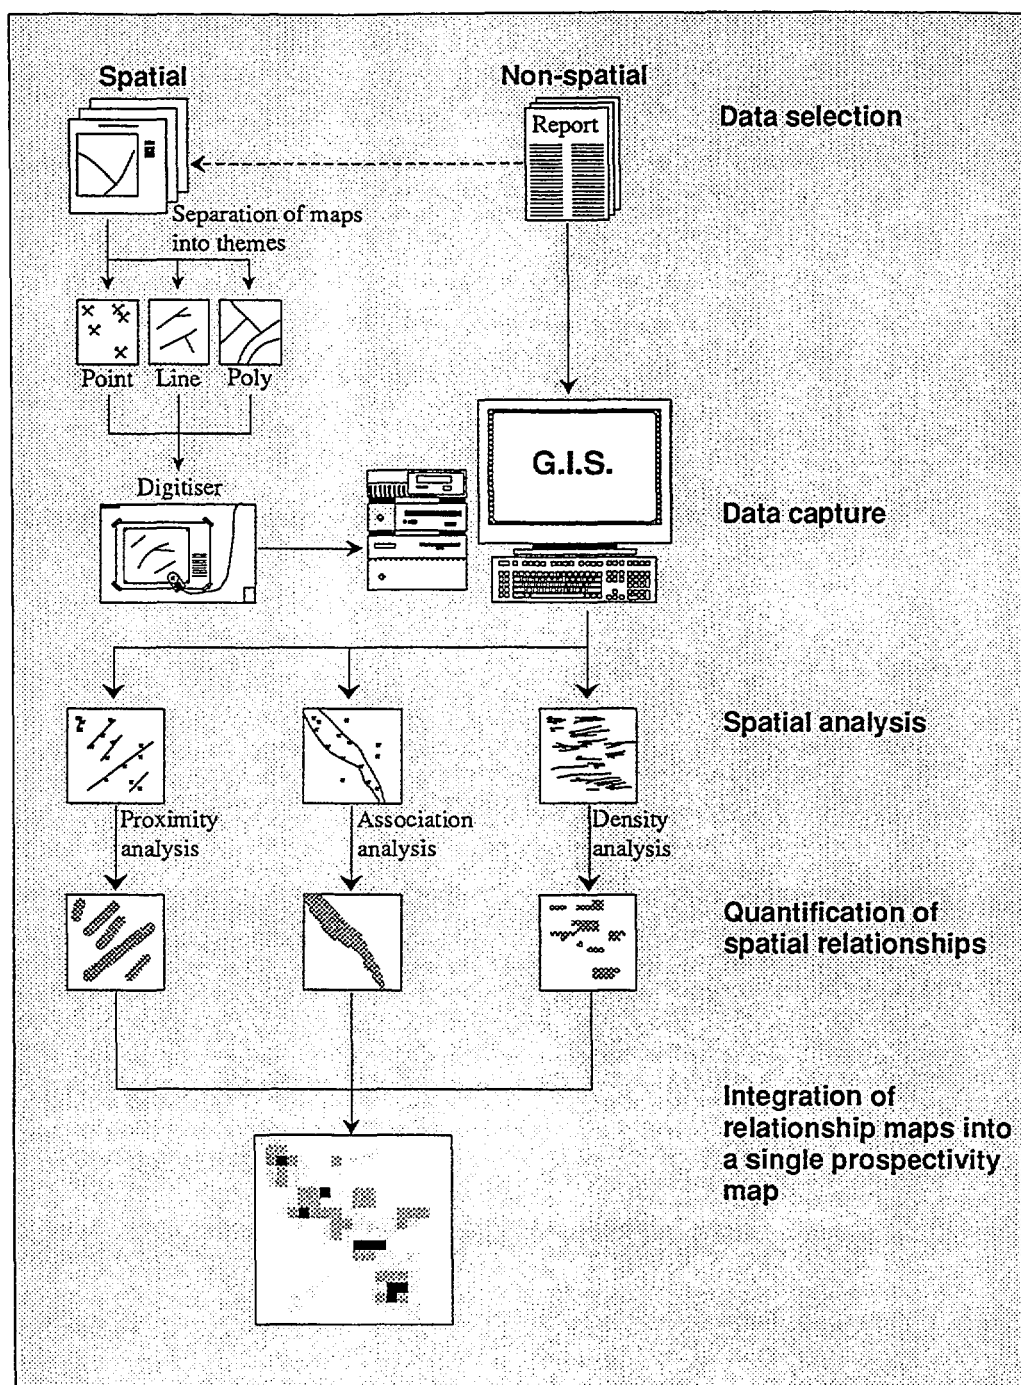 Spatial
Non-spatial
Data selection
Report
Separation of maps
into themes
Point
Line
Poly
Digitiser
G.I.S.
Data capture
Spatial analysis
Proximity
analysis
Association
analysis
Density
analysis
Quantification of
spatial relationships
Integration of
relationship maps into
a single prospectivity
map